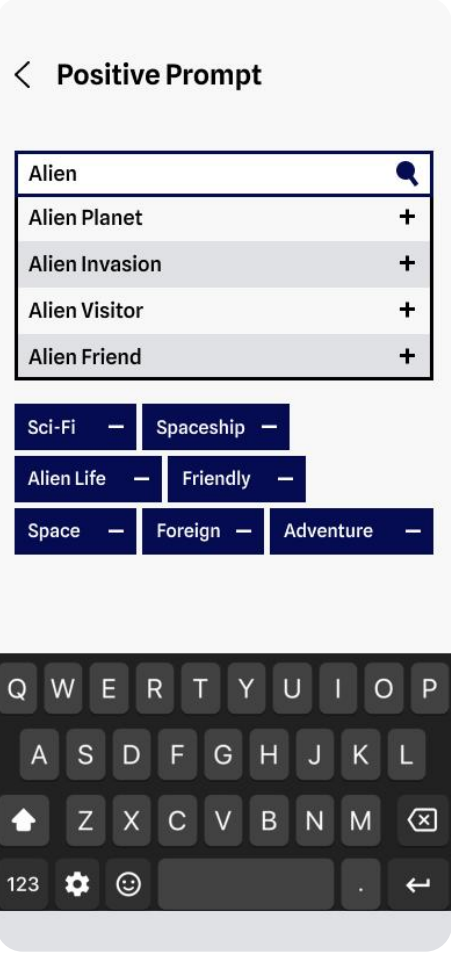 Positive Prompt
Alien
Alien Planet +
Alien Invasion +
Alien Visitor +
Alien Friend +
Sci-Fi — Spaceship —
Alien Life — Friendly —
Space — Foreign — Adventure —
Q W E R T Y U I O P
A S D F G H J K L
Z X C V B N M
123 .